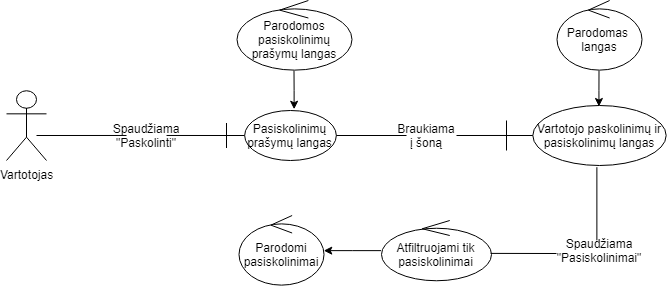 Parodomos
pasiskolinimų
prašymų langas
Parodomas
langas
Vartotojas
Spaudžiama
"Paskolinti"
Pasiskolinimų
prašymų langas
Braukiama
į šoną
Vartotojo paskolinimų ir
pasiskolinimų langas
Spaudžiama
"Pasiskolinimai"
Atfiltruojami tik
pasiskolinimai
Parodomi
pasiskolinimai